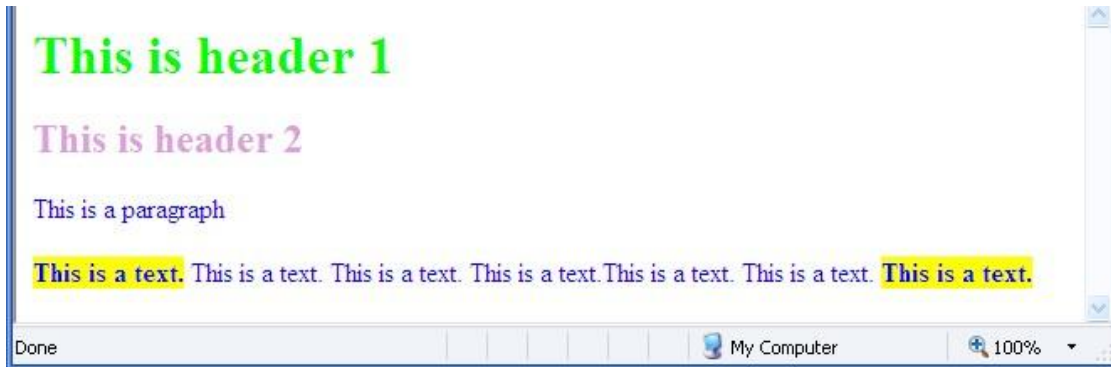 This is header 1
This is header 2
This is a paragraph
This is a text. This is a text. This is a text. This is a text.This is a text. This is a text. This is a text.
Done My Computer 100%